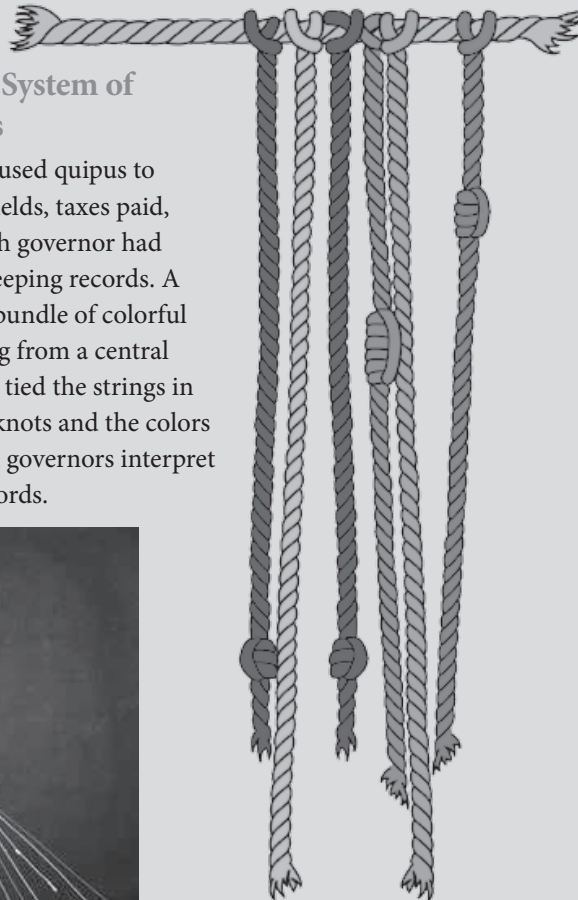 System of
s
used quipus to
elds, taxes paid,
h governor had
eeping records. A
bundle of colorful
g from a central
tied the strings in
knots and the colors
governors interpret
ords.